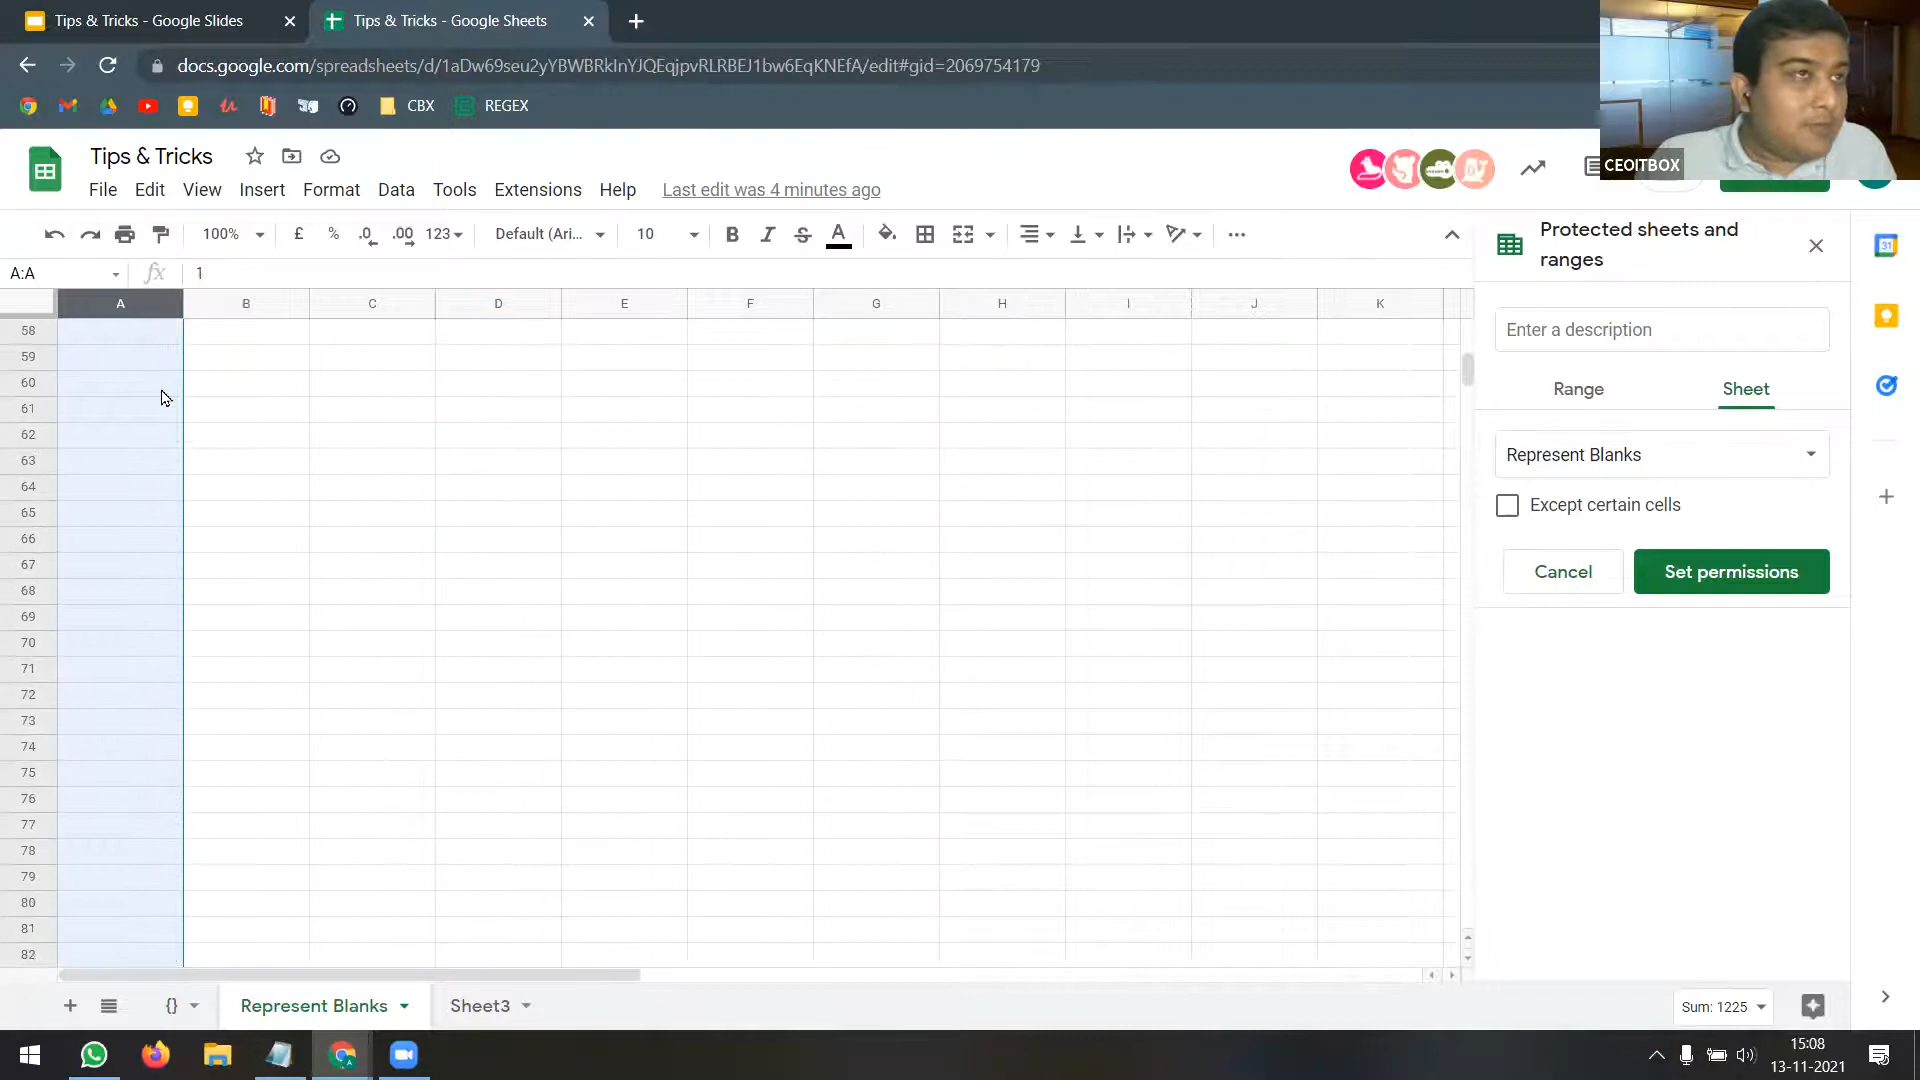 Tips & Tricks - Google Slides
Tips & Tricks - Google Sheets
docs.google.com/spreadsheets/d/1aDw69seu2yYBWBRkInYJQEqjpvRLRBEJ1bw6EqKNEfA/edit#gid=2069754179
CBX
REGEX
Tips & Tricks
CEOITBOX
File Edit View Insert Format Data Tools Extensions Help Last edit was 4 minutes ago
100% £ % .0 .00 123 Default (Ari... 10 B I S A
Protected sheets and
ranges
A:A fx 1
A B C D E F G H I J K
Enter a description
Range Sheet
Represent Blanks
Except certain cells
Cancel Set permissions
58
59
60
61
62
63
64
65
66
67
68
69
70
71
72
73
74
75
76
77
78
79
80
81
82
{} Represent Blanks Sheet3 Sum: 1225
15:08
13-11-2021